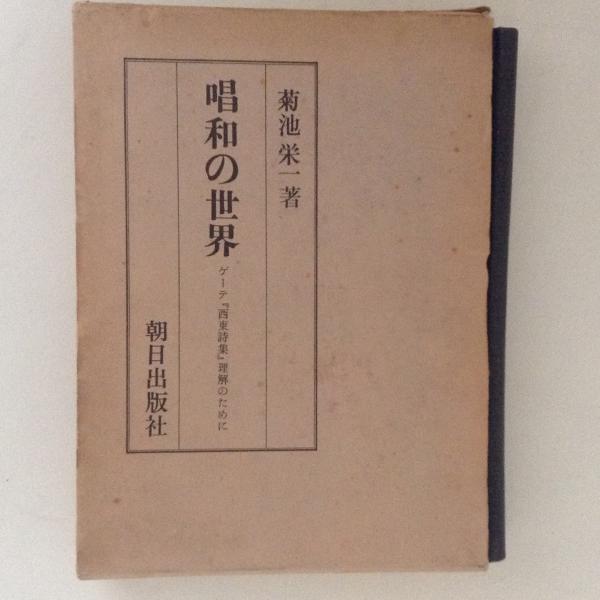 菊池栄一著
唱和の世界
ゲーテ『西東詩集』理解のために
朝日出版社